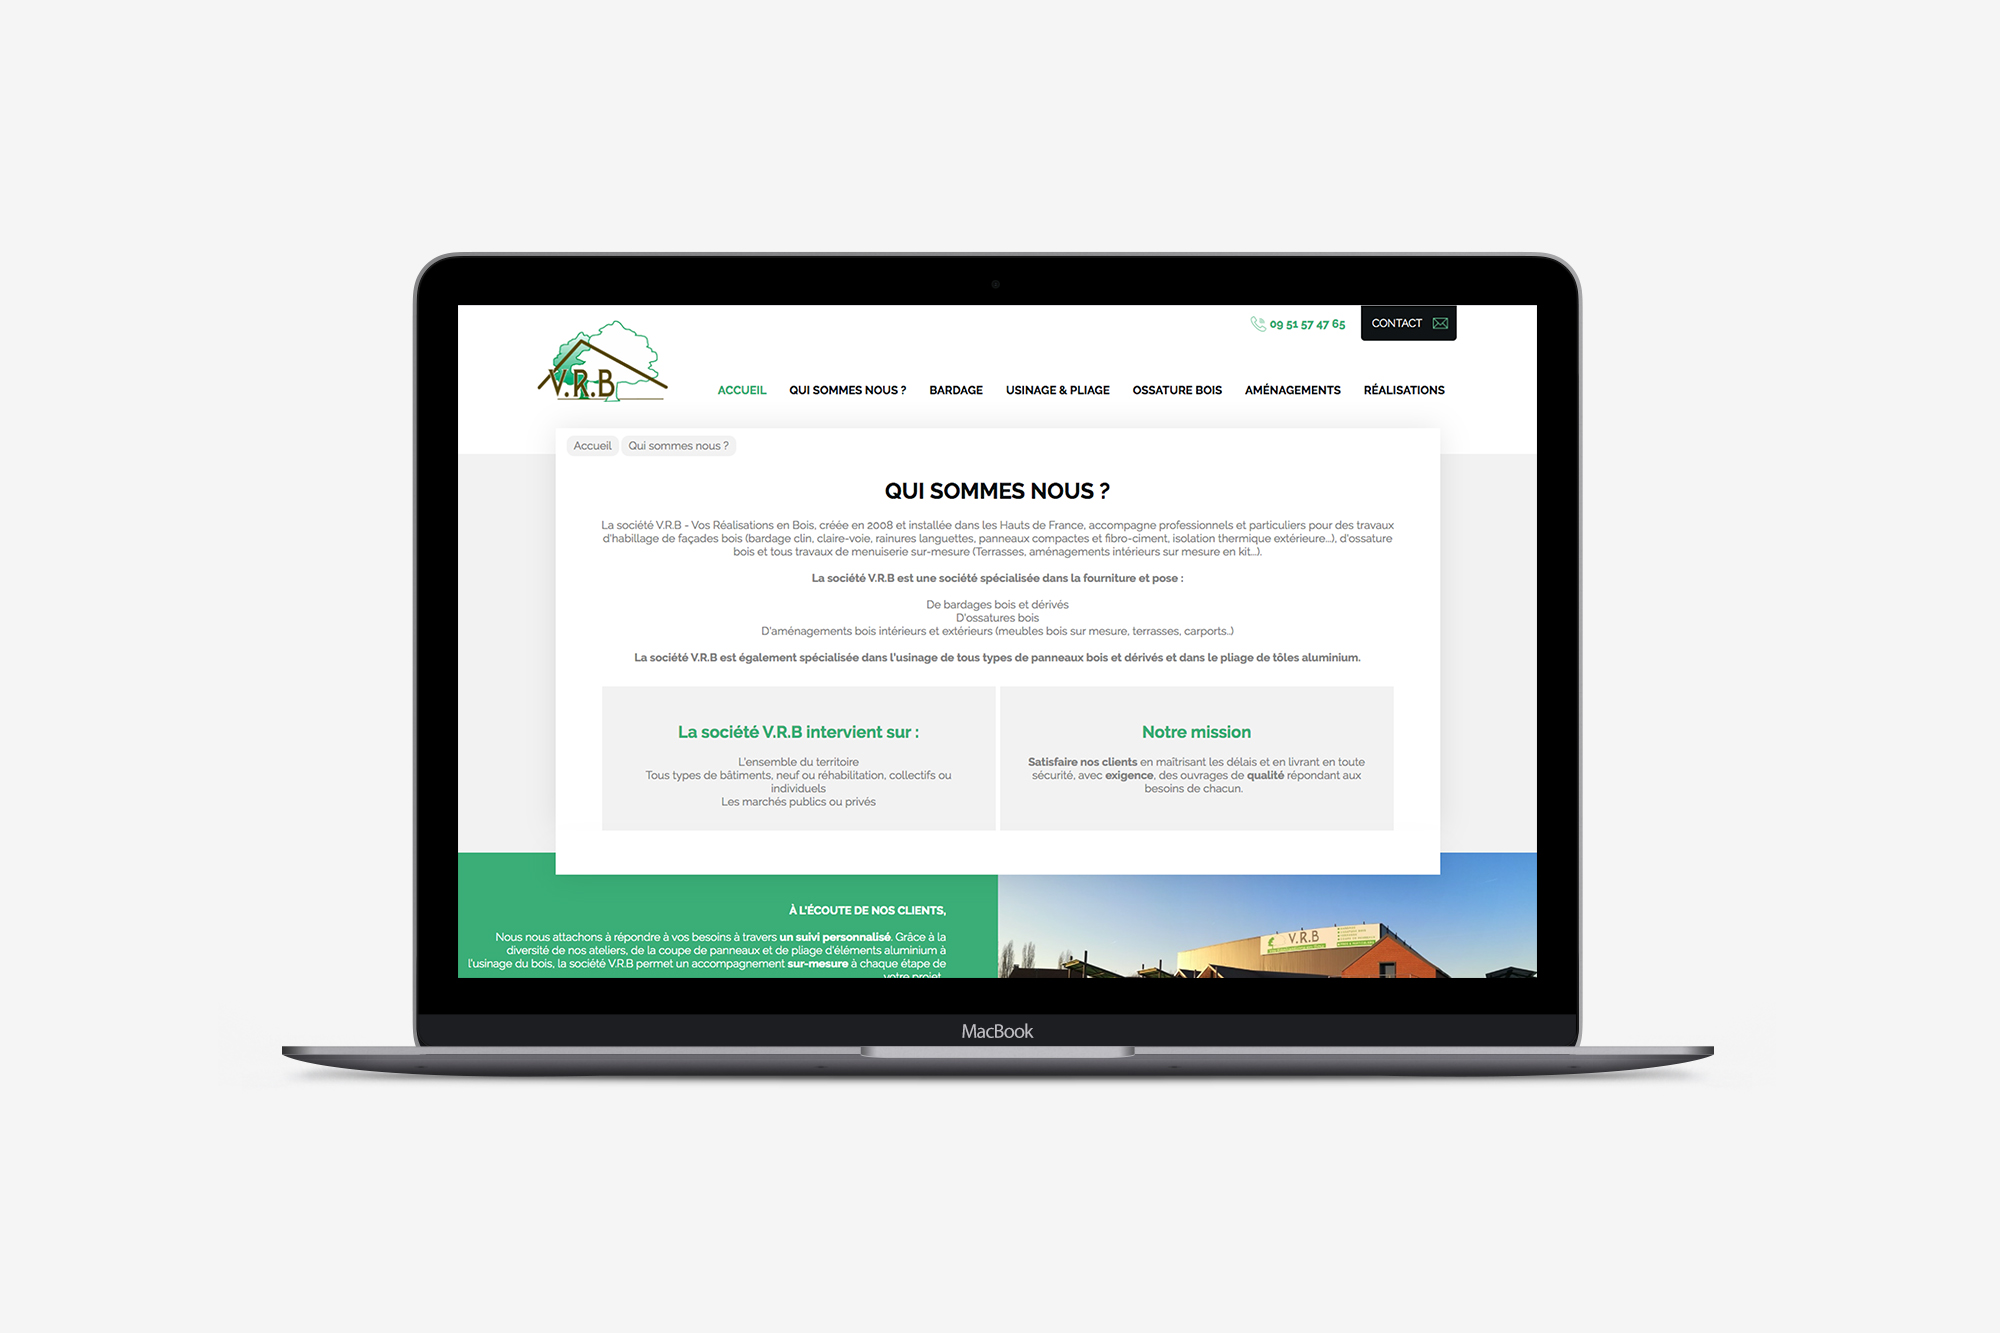 09 51 57 47 65
CONTACT
V.R.B
ACCUEIL QUI SOMMES NOUS ? BARDAGE USINAGE & PLIAGE OSSATURE BOIS AMÉNAGEMENTS RÉALISATIONS
Accueil Qui sommes nous ?
QUI SOMMES NOUS ?
La société V.R.B - Vos Réalisations en Bois, créée en 2008 et installée dans les Hauts de France, accompagne professionnels et particuliers pour des travaux
d'habillage de façades bois (bardage clin, claire-voie, rainures languettes, panneaux compactes et fibro-ciment, isolation thermique extérieure...), d'ossature
bois et tous travaux de menuiserie sur-mesure (Terrasses, aménagements intérieurs sur mesure en kit...).
La société V.R.B est une société spécialisée dans la fourniture et pose :
De bardages bois et dérivés
D'ossatures bois
D'aménagements bois intérieurs et extérieurs (meubles bois sur mesure, terrasses, carports..)
La société V.R.B est également spécialisée dans l'usinage de tous types de panneaux bois et dérivés et dans le pliage de tôles aluminium.
La société V.R.B intervient sur :
L'ensemble du territoire
Tous types de bâtiments, neuf ou réhabilitation, collectifs ou
individuels
Les marchés publics ou privés
Notre mission
Satisfaire nos clients en maîtrisant les délais et en livrant en toute
sécurité, avec exigence, des ouvrages de qualité répondant aux
besoins de chacun.
À L'ÉCOUTE DE NOS CLIENTS,
Nous nous attachons à répondre à vos besoins à travers un suivi personnalisé. Grâce à la
diversité de nos ateliers, de la coupe de panneaux et de pliage d'éléments aluminium à
l'usinage du bois, la société V.R.B permet un accompagnement sur-mesure à chaque étape de
votre projet.
V.R.B
MacBook